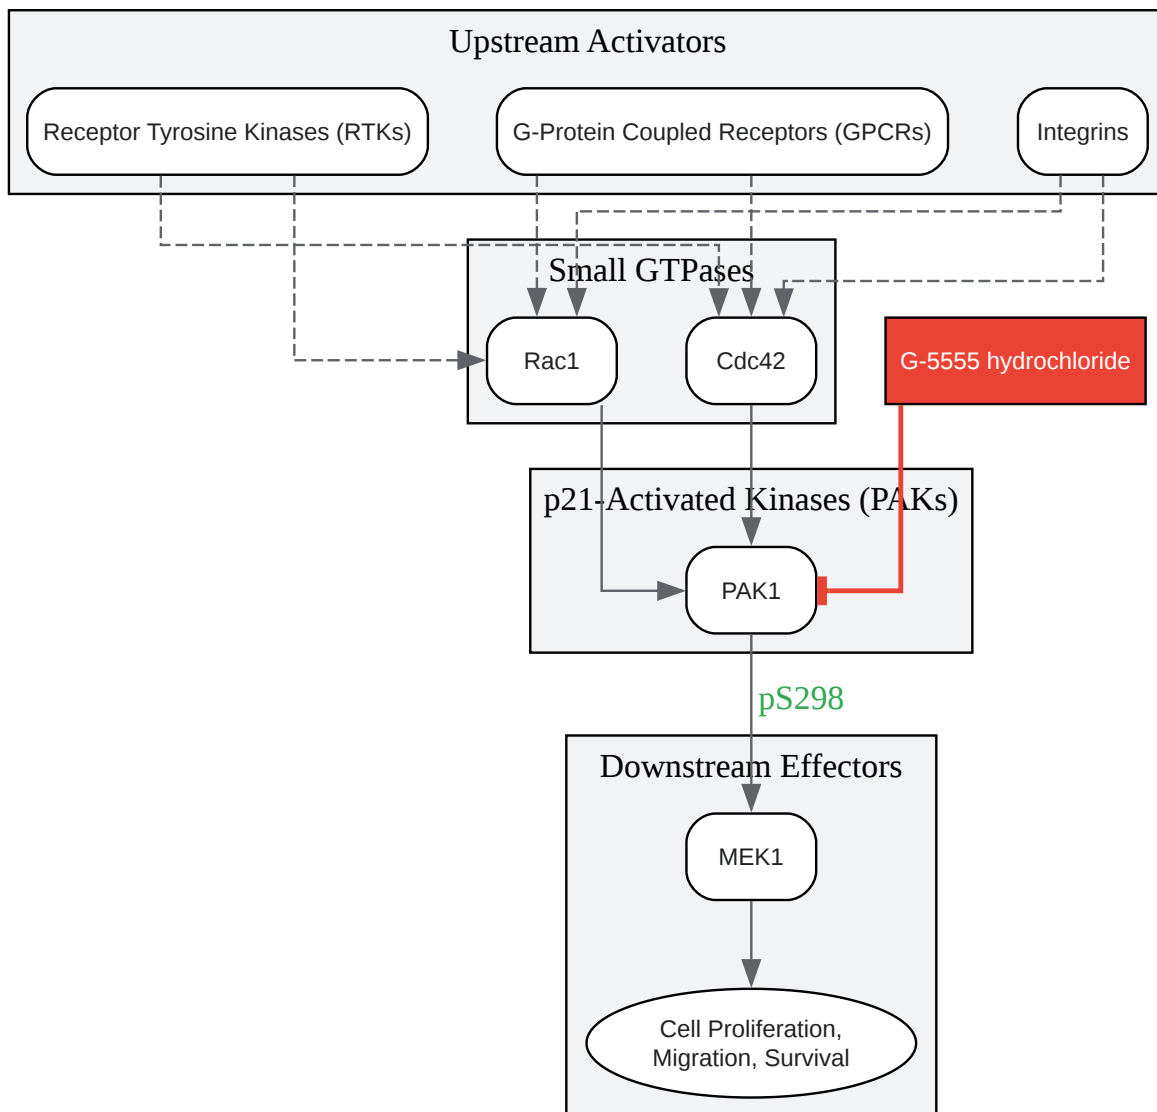 Upstream Activators
Receptor Tyrosine Kinases (RTKs)
G-Protein Coupled Receptors (GPCRs)
Integrins
Small GTPases
Rac1
Cdc42
G-5555 hydrochloride
p21-Activated Kinases (PAKs)
PAK1
pS298
Downstream Effectors
MEK1
Cell Proliferation,
Migration, Survival